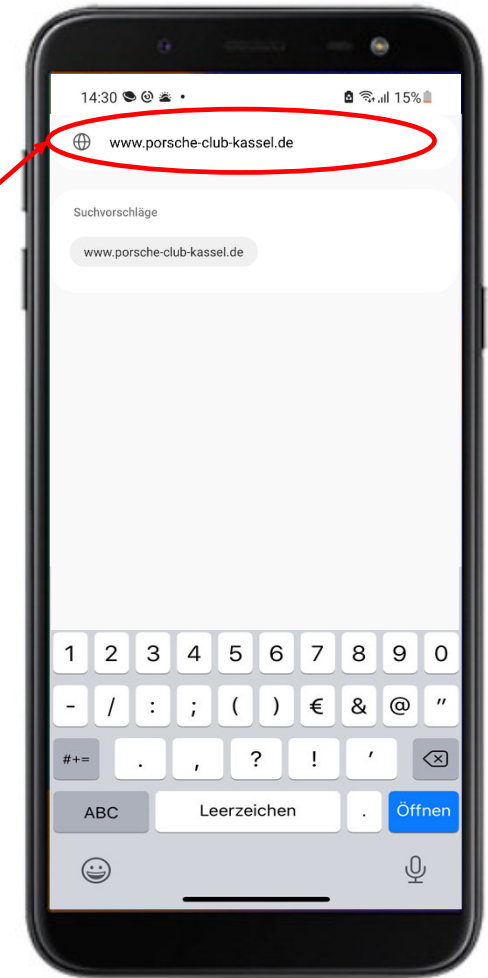 14:30 15%
www.porsche-club-kassel.de
Suchvorschläge
www.porsche-club-kassel.de
1 2 3 4 5 6 7 8 9 0
- / : ; ( ) € & @ "
#+= . , ? ! '
ABC Leerzeichen . Öffnen